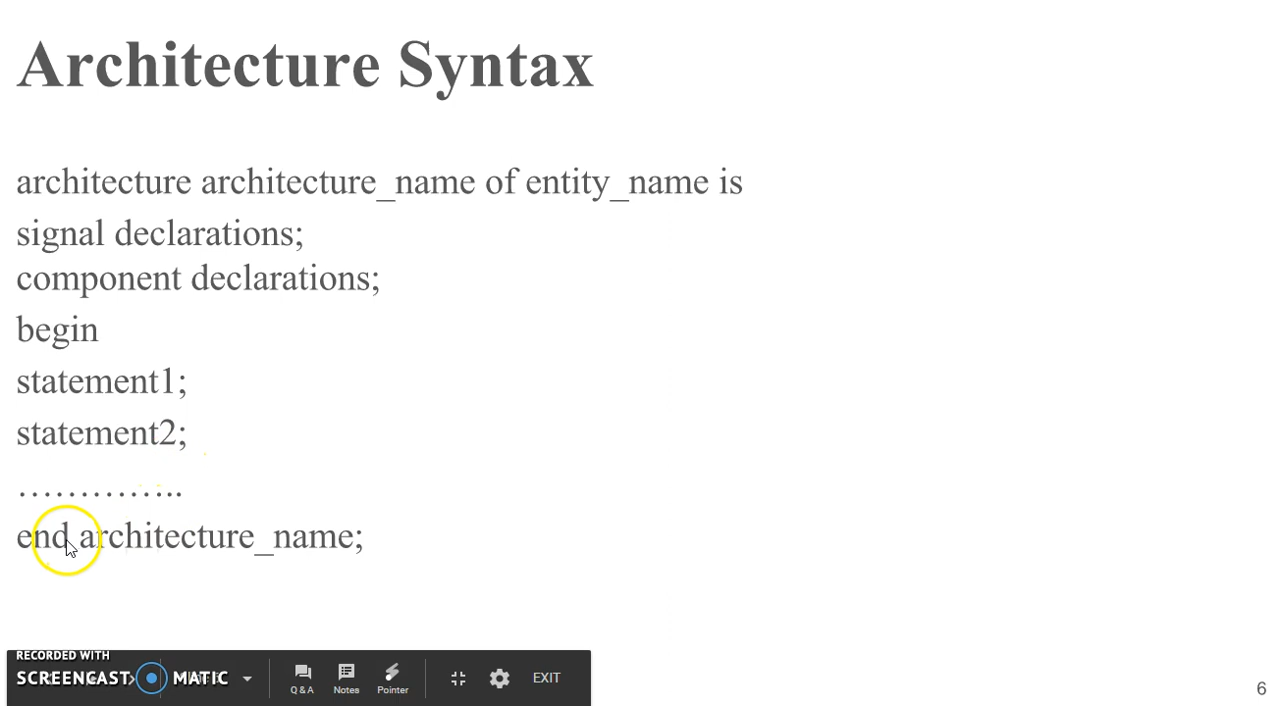 Architecture Syntax
architecture architecture_name of entity_name is
signal declarations;
component declarations;
begin
statement1;
statement2;
…………..
end architecture_name;
RECORDED WITH
SCREENCAST MATIC
Q & A Notes Pointer EXIT
6